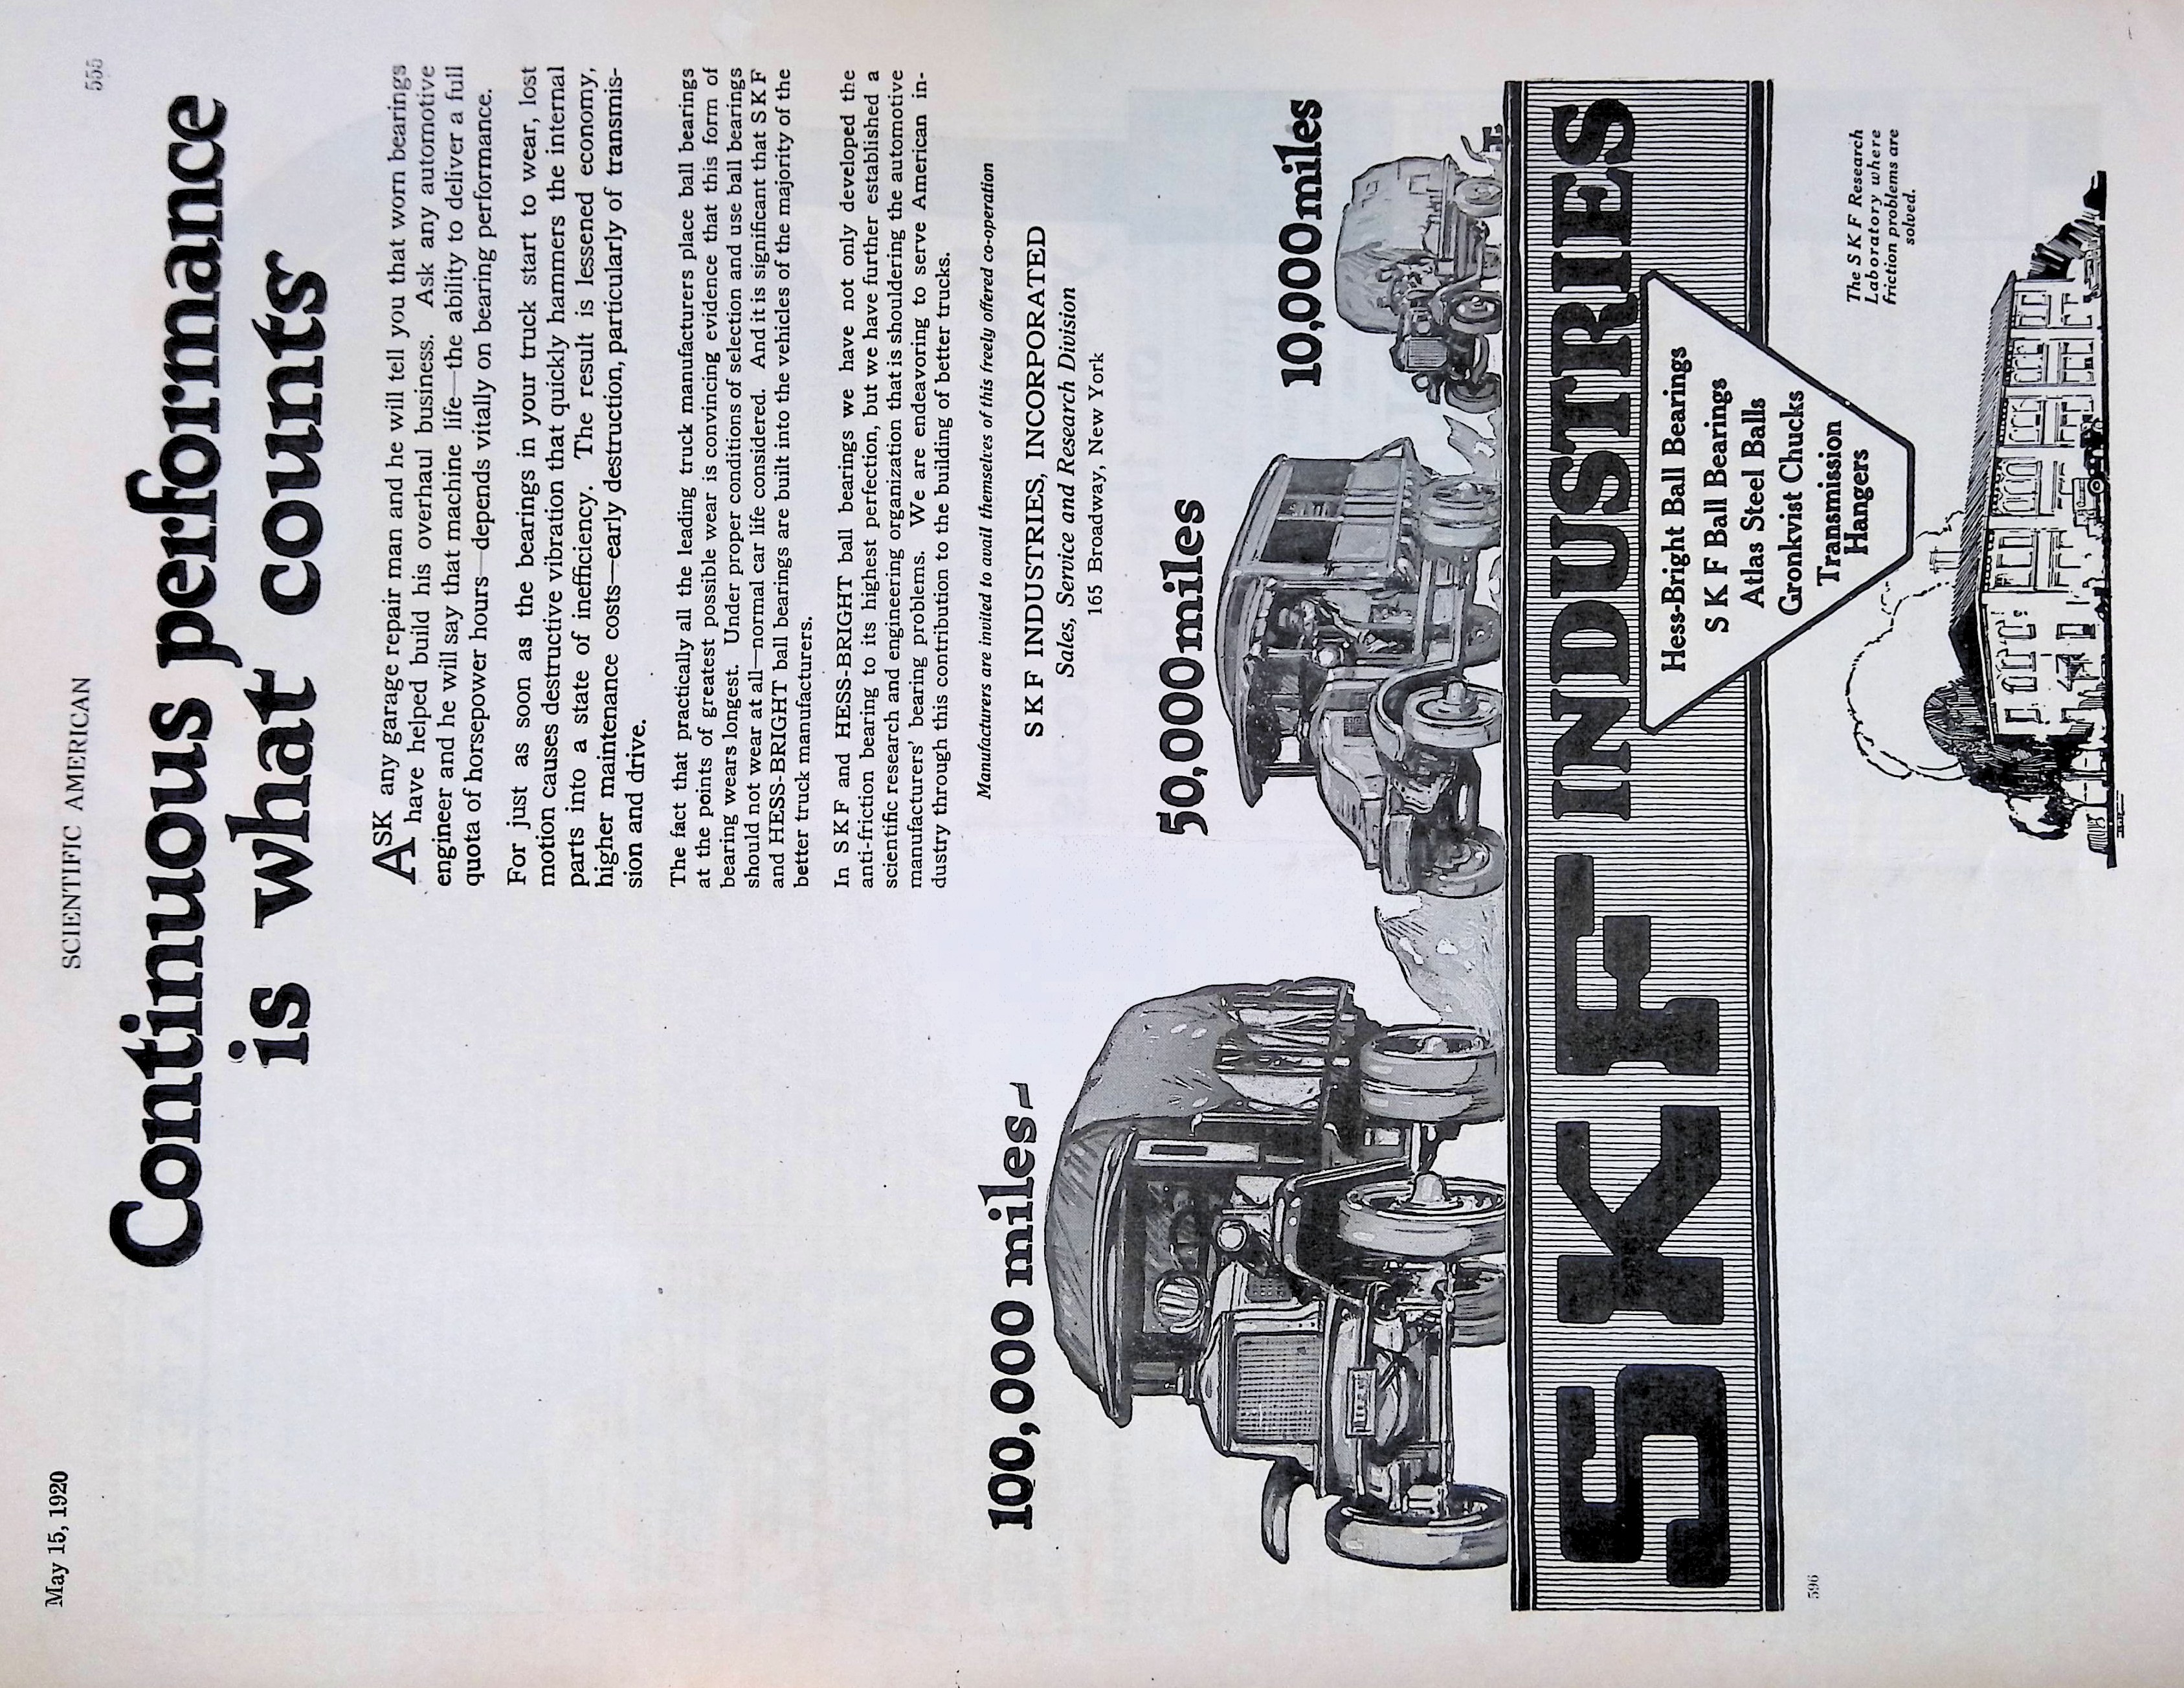 May 15, 1920
SCIENTIFIC AMERICAN
555
Continuous performance
is what counts
ASK any garage repair man and he will tell you that worn bearings
have helped build his overhaul business. Ask any automotive
engineer and he will say that machine life—the ability to deliver a full
quota of horsepower hours—depends vitally on bearing performance.
For just as soon as the bearings in your truck start to wear, lost
motion causes destructive vibration that quickly hammers the internal
parts into a state of inefficiency. The result is lessened economy,
higher maintenance costs—early destruction, particularly of transmis-
sion and drive.
The fact that practically all the leading truck manufacturers place ball bearings
at the points of greatest possible wear is convincing evidence that this form of
bearing wears longest. Under proper conditions of selection and use ball bearings
should not wear at all—normal car life considered. And it is significant that SKF
and HESS-BRIGHT ball bearings are built into the vehicles of the majority of the
better truck manufacturers.
In SKF and HESS-BRIGHT ball bearings we have not only developed the
anti-friction bearing to its highest perfection, but we have further established a
scientific research and engineering organization that is shouldering the automotive
manufacturers' bearing problems. We are endeavoring to serve American in-
dustry through this contribution to the building of better trucks.
Manufacturers are invited to avail themselves of this freely offered co-operation
SKF INDUSTRIES, INCORPORATED
Sales, Service and Research Division
165 Broadway, New York
100,000 miles
50,000 miles
10,000 miles
SKF INDUSTRIES
Hess-Bright Ball Bearings
SKF Ball Bearings
Atlas Steel Balls
Gronkvist Chucks
Transmission
Hangers
The SKF Research
Laboratory where
friction problems are
solved.
596